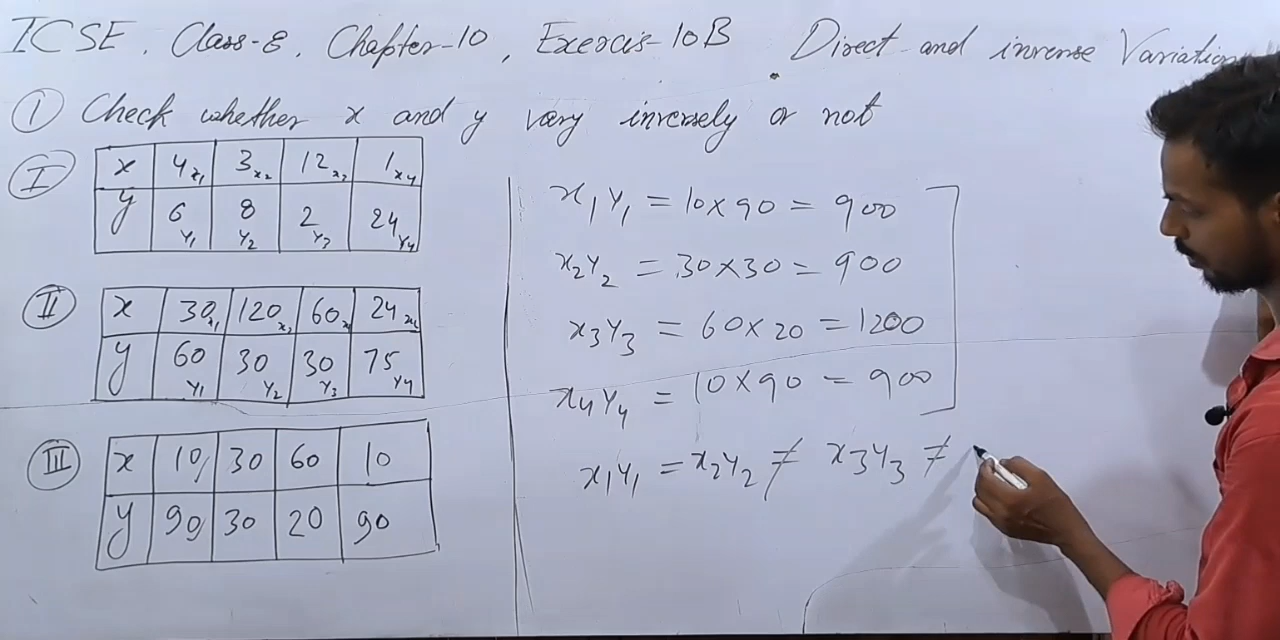 ICSE. Class-8, Chapter-10, Exercis-10B Direct and inverse Variation
① Check whether x and y vary inversely or not
Ⅰ
x | 4 x₁ | 3 x₂ | 12 x₃ | 1 x₄
y | 6 Y₁ | 8 Y₂ | 2 Y₃ | 24 Y₄
Ⅱ
x | 30 x₁ | 120 x₂ | 60 x₃ | 24 x₄
y | 60 Y₁ | 30 Y₂ | 30 Y₃ | 75 Y₄
Ⅲ
x | 10 | 30 | 60 | 10
y | 90 | 30 | 20 | 90
x₁Y₁ = 10×90 = 900
x₂Y₂ = 30×30 = 900
x₃Y₃ = 60×20 = 1200
x₄Y₄ = 10×90 = 900
x₁Y₁ = x₂Y₂ ≠ x₃Y₃ ≠